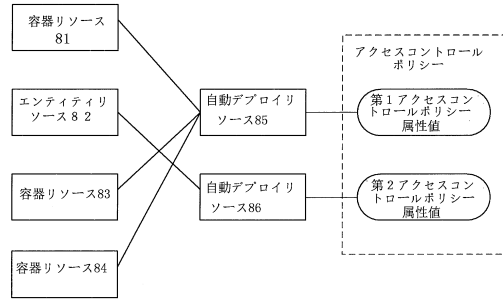 容器リソース
81
エンティティリ
ソース82
容器リソース83
容器リソース84
自動デプロイリ
ソース85
自動デプロイリ
ソース86
アクセスコントロール
ポリシー
第1アクセスコン
トロールポリシー
属性値
第2アクセスコン
トロールポリシー
属性値